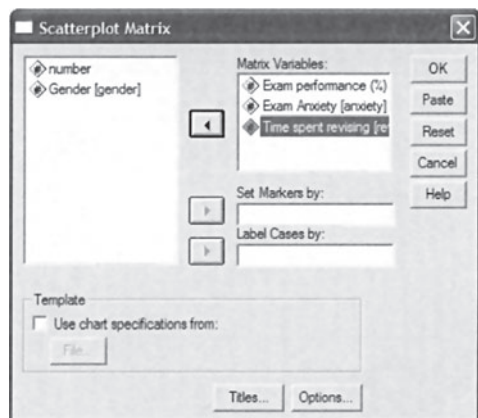 Scatterplot Matrix
number
Gender [gender]
Matrix Variables:
Exam performance (%)
Exam Anxiety [anxiety]
Time spent revising [re
OK
Paste
Reset
Cancel
Help
Set Markers by:
Label Cases by:
Template
Use chart specifications from:
File...
Titles...
Options...